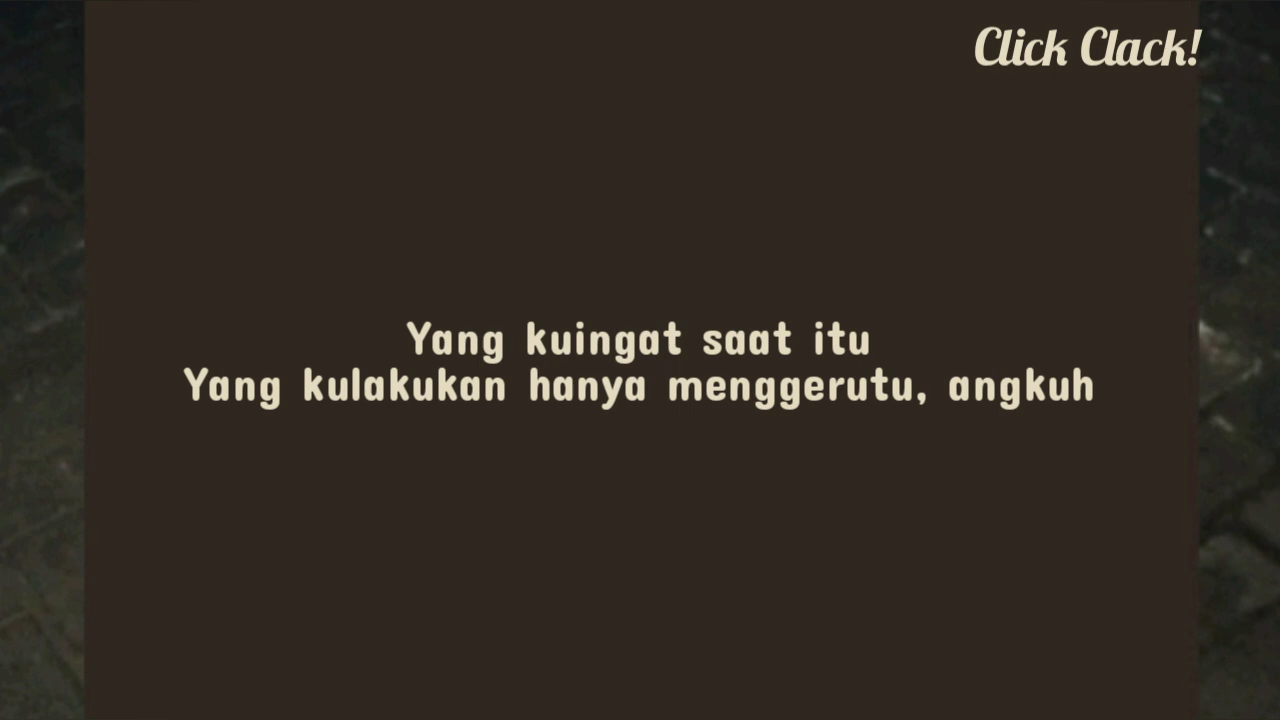 Click Clack!
Yang kuingat saat itu
Yang kulakukan hanya menggerutu, angkuh